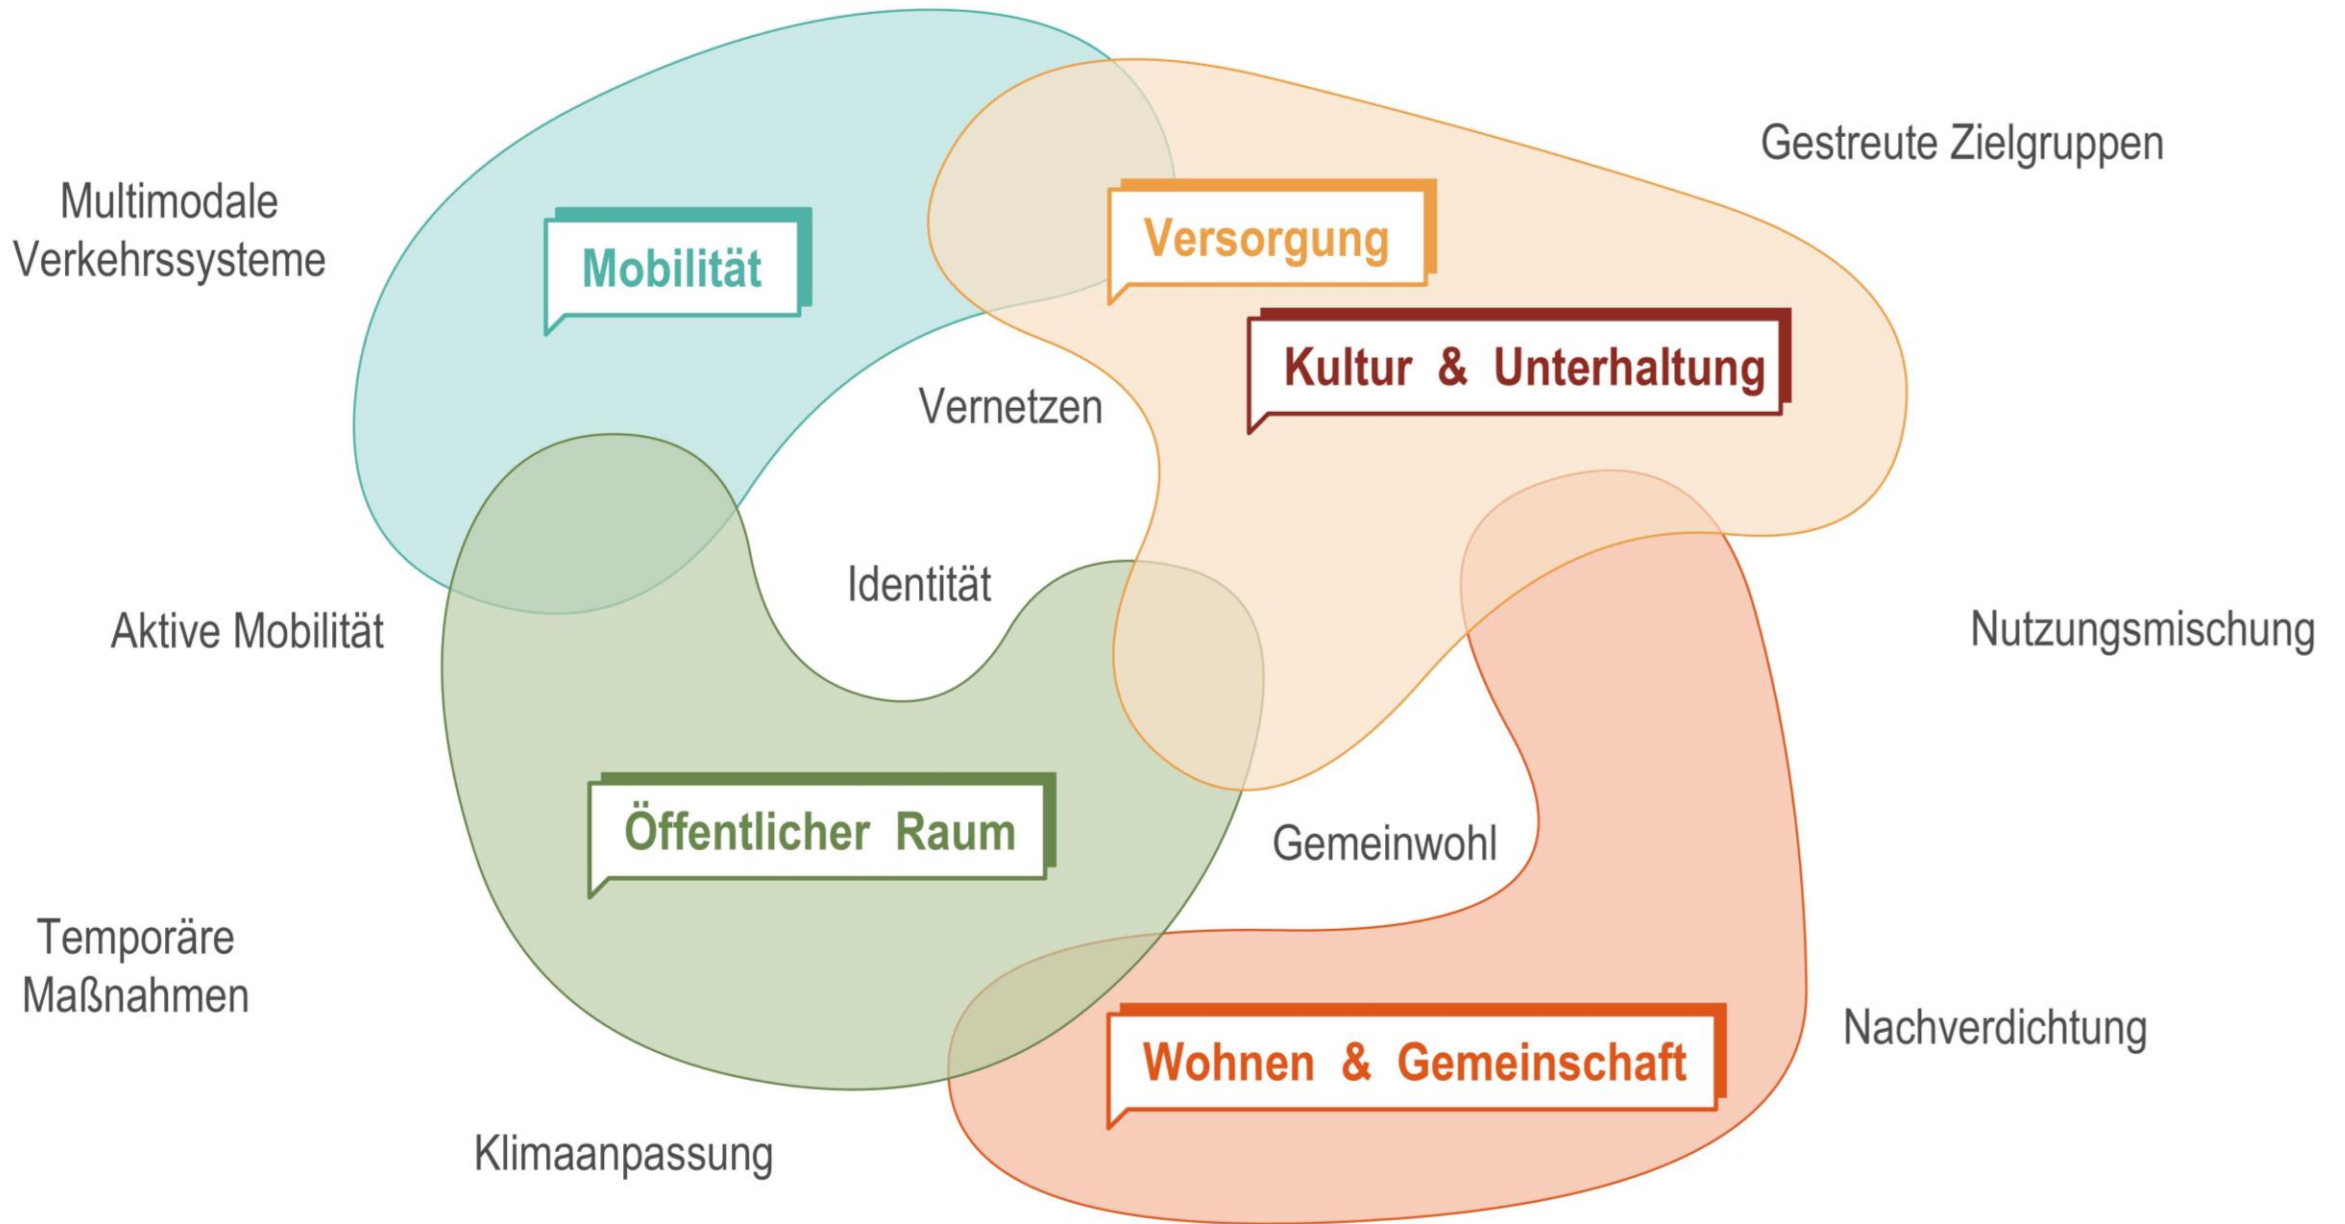 Gestreute Zielgruppen
Multimodale
Verkehrssysteme
Mobilität
Versorgung
Kultur & Unterhaltung
Vernetzen
Identität
Aktive Mobilität
Nutzungsmischung
Öffentlicher Raum
Gemeinwohl
Temporäre
Maßnahmen
Nachverdichtung
Wohnen & Gemeinschaft
Klimaanpassung